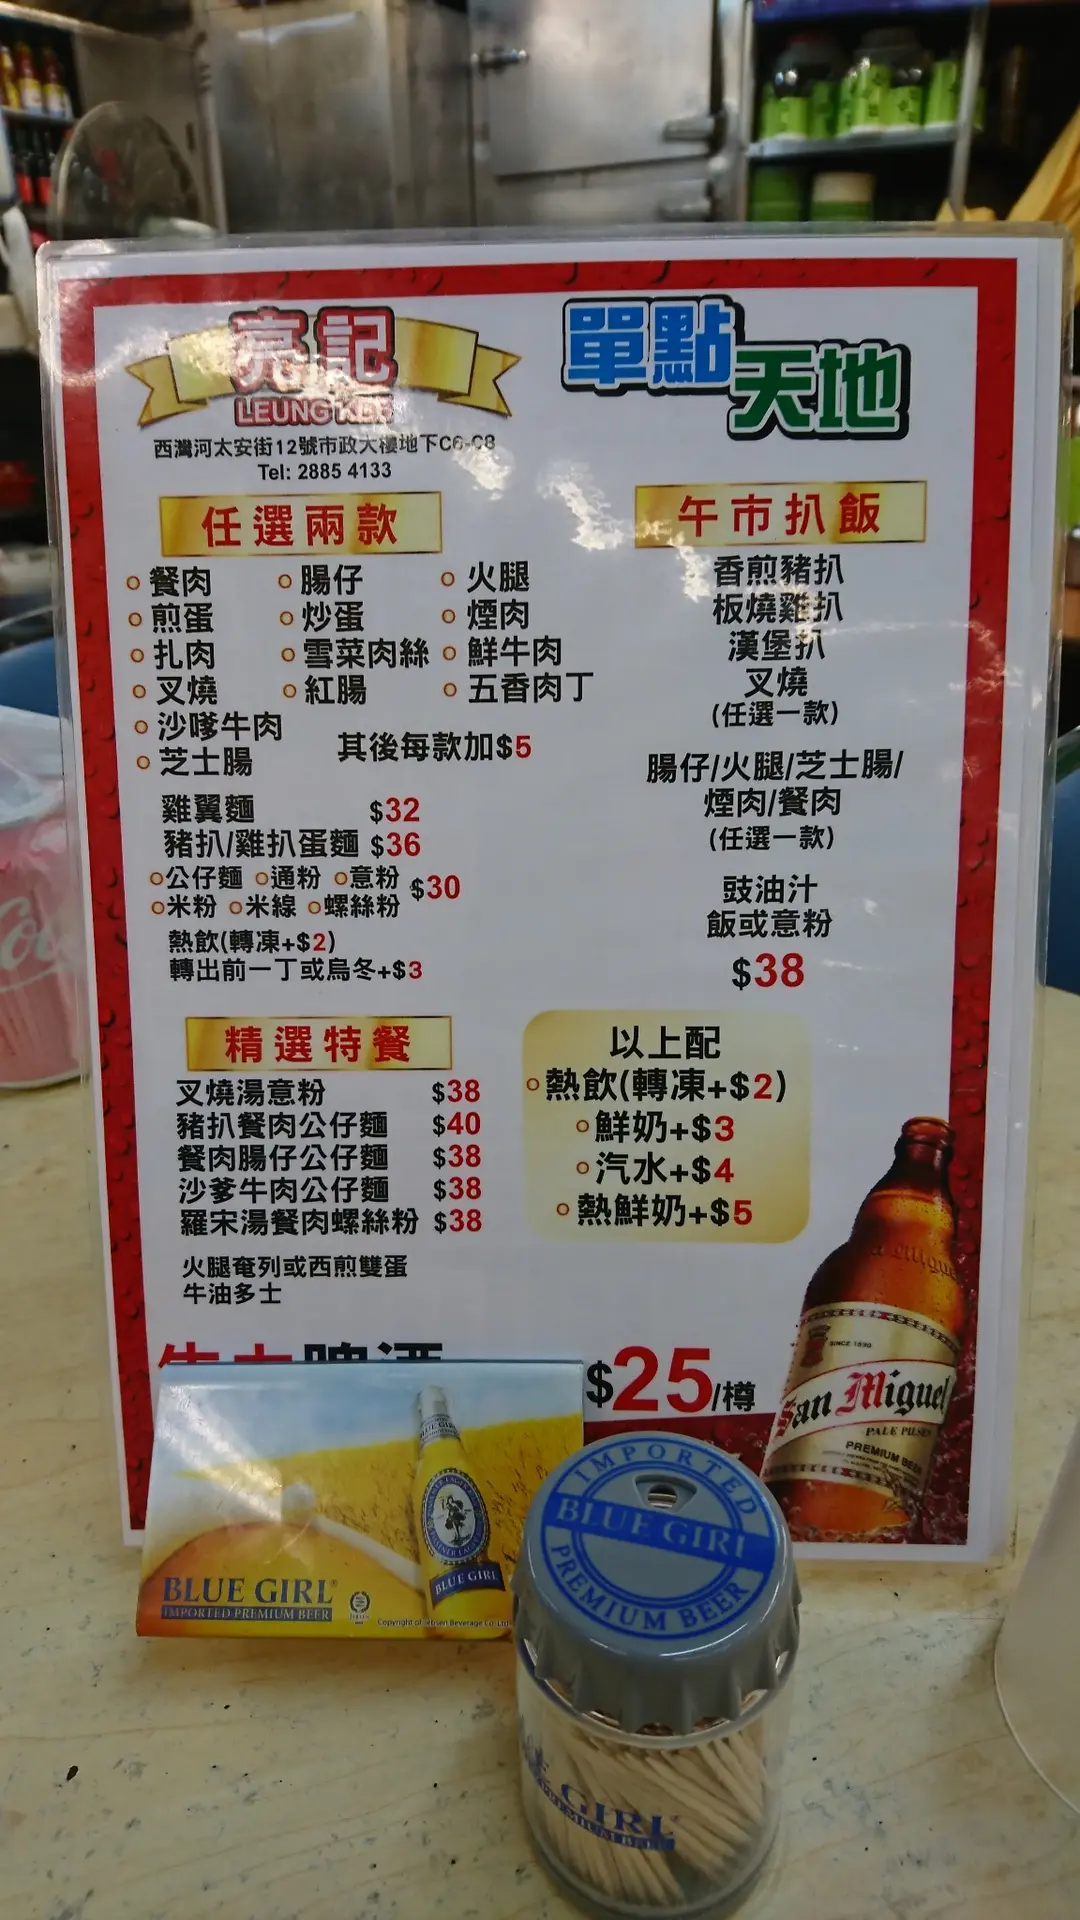 亮記
LEUNG KEE
西灣河太安街12號市政大樓地下C6-C8
Tel: 2885 4133
單點
天地
任選兩款
餐肉 腸仔 火腿
煎蛋 炒蛋 煙肉
扎肉 雪菜肉絲 鮮牛肉
叉燒 紅腸 五香肉丁
沙嗲牛肉
芝士腸
其後每款加$5
雞翼麵 $32
豬扒/雞扒蛋麵 $36
公仔麵 通粉 意粉
米粉 米線 螺絲粉
$30
熱飲(轉凍+$2)
轉出前一丁或烏冬+$3
午市扒飯
香煎豬扒
板燒雞扒
漢堡扒
叉燒
(任選一款)
腸仔/火腿/芝士腸/
煙肉/餐肉
(任選一款)
豉油汁
飯或意粉
$38
精選特餐
叉燒湯意粉 $38
豬扒餐肉公仔麵 $40
餐肉腸仔公仔麵 $38
沙爹牛肉公仔麵 $38
羅宋湯餐肉螺絲粉 $38
火腿奄列或西煎雙蛋
牛油多士
以上配
熱飲(轉凍+$2)
鮮奶+$3
汽水+$4
熱鮮奶+$5
啤酒
$25/樽
SINCE 1890
San Miguel
PALE PILSEN
PREMIUM BEER
BLUE GIRL
BLUE GIRL
IMPORTED PREMIUM BEER
Copyright of Jebsen Beverage Co. Ltd
IMPORTED
BLUE GIRL
PREMIUM BEER
GIRL